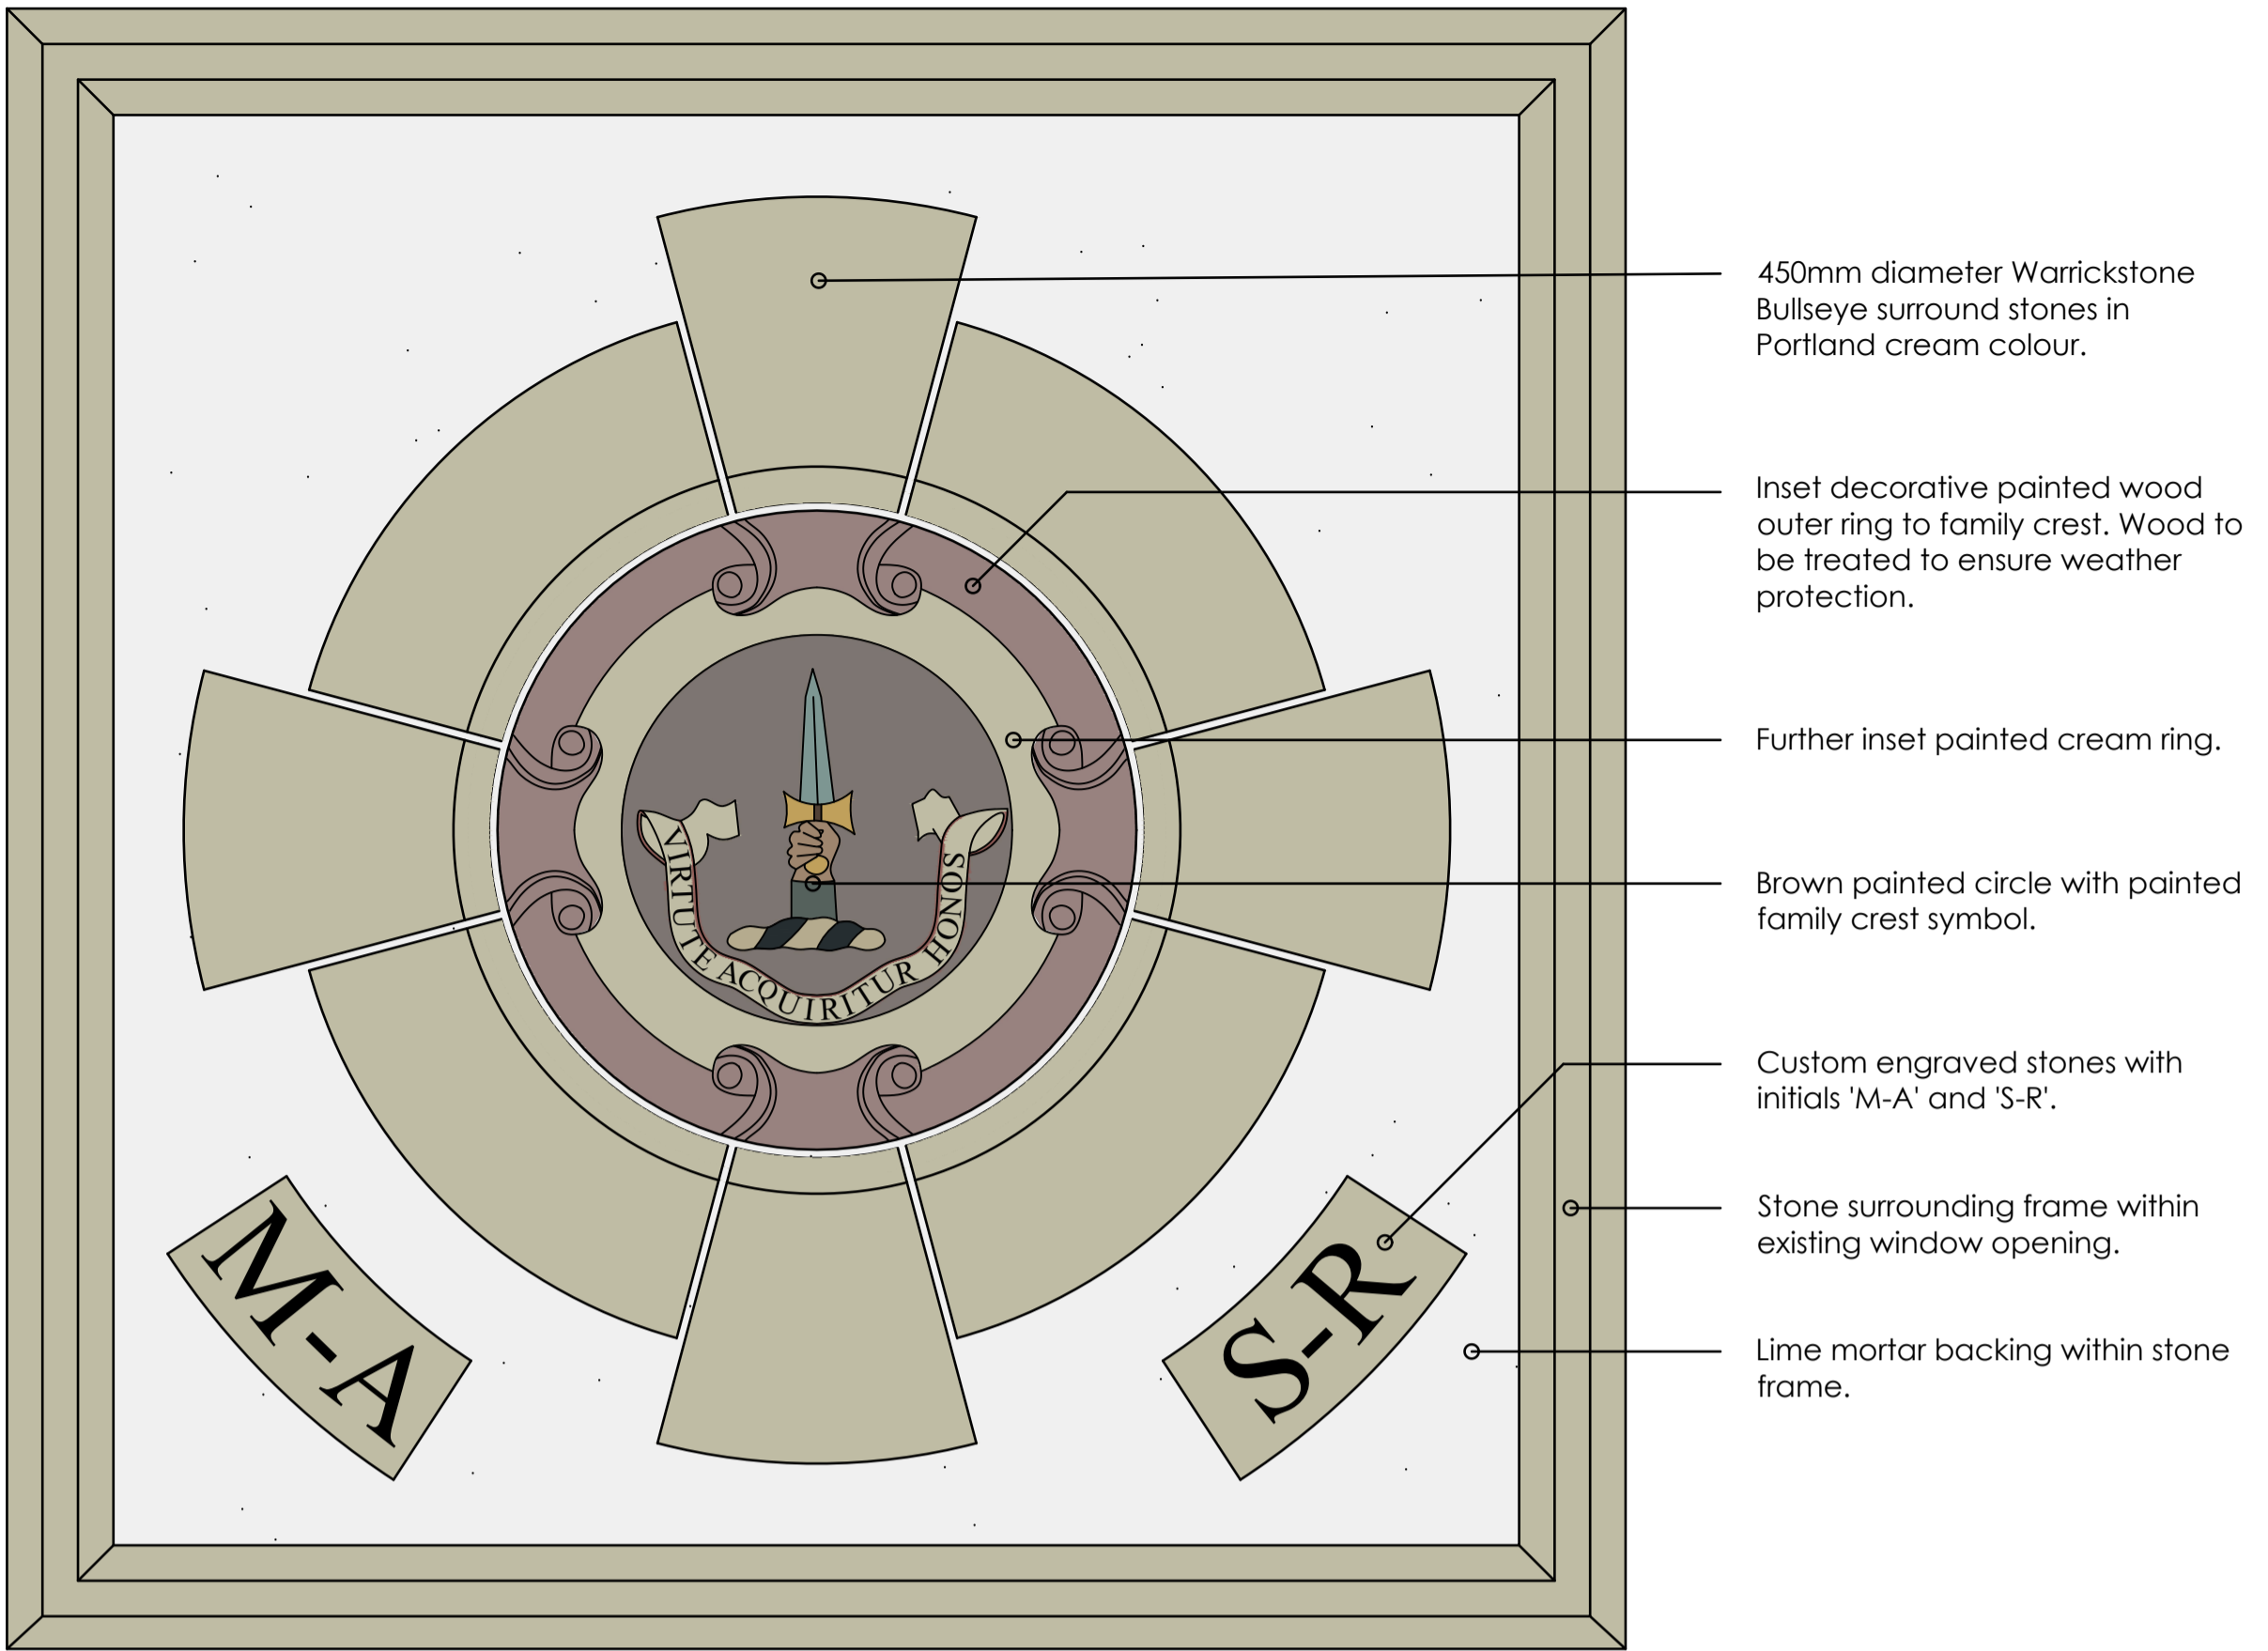 450mm diameter Warrickstone
Bullseye surround stones in
Portland cream colour.
Inset decorative painted wood
outer ring to family crest. Wood to
be treated to ensure weather
protection.
Further inset painted cream ring.
Brown painted circle with painted
family crest symbol.
VIRTUTE ACQUIRITUR HONOS
Custom engraved stones with
initials 'M-A' and 'S-R'.
Stone surrounding frame within
existing window opening.
M-A
S-R
Lime mortar backing within stone
frame.